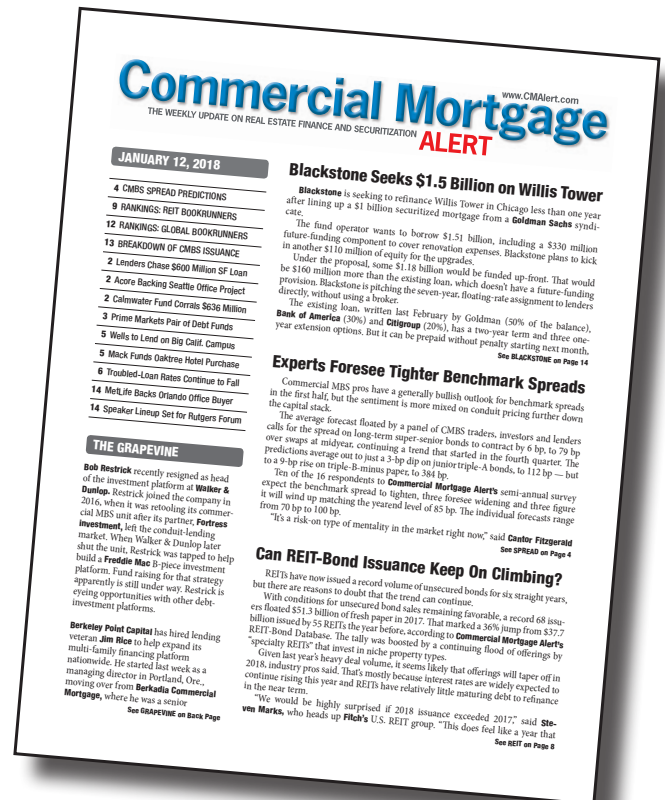 www.CMAlert.com
Commercial Mortgage
THE WEEKLY UPDATE ON REAL ESTATE FINANCE AND SECURITIZATION
ALERT
JANUARY 12, 2018
4 CMBS SPREAD PREDICTIONS
9 RANKINGS: REIT BOOKRUNNERS
12 RANKINGS: GLOBAL BOOKRUNNERS
13 BREAKDOWN OF CMBS ISSUANCE
2 Lenders Chase $600 Million SF Loan
2 Acore Backing Seattle Office Project
2 Calmwater Fund Corrals $636 Million
3 Prime Markets Pair of Debt Funds
5 Wells to Lend on Big Calif. Campus
5 Mack Funds Oaktree Hotel Purchase
6 Troubled-Loan Rates Continue to Fall
14 MetLife Backs Orlando Office Buyer
14 Speaker Lineup Set for Rutgers Forum
THE GRAPEVINE
Bob Restrick recently resigned as head
of the investment platform at Walker &
Dunlop. Restrick joined the company in
2016, when it was retooling its commer-
cial MBS unit after its partner, Fortress
Investment, left the conduit-lending
market. When Walker & Dunlop later
shut the unit, Restrick was tapped to help
build a Freddie Mac B-piece investment
platform. Fund raising for that strategy
apparently is still under way. Restrick is
eyeing opportunities with other debt-
investment platforms.
Berkeley Point Capital has hired lending
veteran Jim Rice to help expand its
multi-family financing platform
nationwide. He started last week as a
managing director in Portland, Ore.,
moving over from Berkadia Commercial
Mortgage, where he was a senior
See GRAPEVINE on Back Page
Blackstone Seeks $1.5 Billion on Willis Tower
Blackstone is seeking to refinance Willis Tower in Chicago less than one year
after lining up a $1 billion securitized mortgage from a Goldman Sachs syndi-
cate.
The fund operator wants to borrow $1.51 billion, including a $330 million
future-funding component to cover renovation expenses. Blackstone plans to kick
in another $110 million of equity for the upgrades.
Under the proposal, some $1.18 billion would be funded up-front. That would
be $160 million more than the existing loan, which doesn't have a future-funding
provision. Blackstone is pitching the seven-year, floating-rate assignment to lenders
directly, without using a broker.
The existing loan, written last February by Goldman (50% of the balance),
Bank of America (30%) and Citigroup (20%), has a two-year term and three one-
year extension options. But it can be prepaid without penalty starting next month,
See BLACKSTONE on Page 14
Experts Foresee Tighter Benchmark Spreads
Commercial MBS pros have a generally bullish outlook for benchmark spreads
in the first half, but the sentiment is more mixed on conduit pricing further down
the capital stack.
The average forecast floated by a panel of CMBS traders, investors and lenders
calls for the spread on long-term super-senior bonds to contract by 6 bp, to 79 bp
over swaps at midyear, continuing a trend that started in the fourth quarter. The
predictions average out to just a 3-bp dip on junior triple-A bonds, to 112 bp — but
to a 9-bp rise on triple-B-minus paper, to 384 bp.
Ten of the 16 respondents to Commercial Mortgage Alert's semi-annual survey
expect the benchmark spread to tighten, three foresee widening and three figure
it will wind up matching the yearend level of 85 bp. The individual forecasts range
from 70 bp to 100 bp.
"It's a risk-on type of mentality in the market right now," said Cantor Fitzgerald
See SPREAD on Page 4
Can REIT-Bond Issuance Keep On Climbing?
REITs have now issued a record volume of unsecured bonds for six straight years,
but there are reasons to doubt that the trend can continue.
With conditions for unsecured bond sales remaining favorable, a record 68 issu-
ers floated $51.3 billion of fresh paper in 2017. That marked a 36% jump from $37.7
billion issued by 55 REITs the year before, according to Commercial Mortgage Alert's
REIT-Bond Database. The tally was boosted by a continuing flood of offerings by
"specialty REITs" that invest in niche property types.
Given last year's heavy deal volume, it seems likely that offerings will taper off in
2018, industry pros said. That's mostly because interest rates are widely expected to
continue rising this year and REITs have relatively little maturing debt to refinance
in the near term.
"We would be highly surprised if 2018 issuance exceeded 2017," said Ste-
ven Marks, who heads up Fitch's U.S. REIT group. "This does feel like a year that
See REIT on Page 8